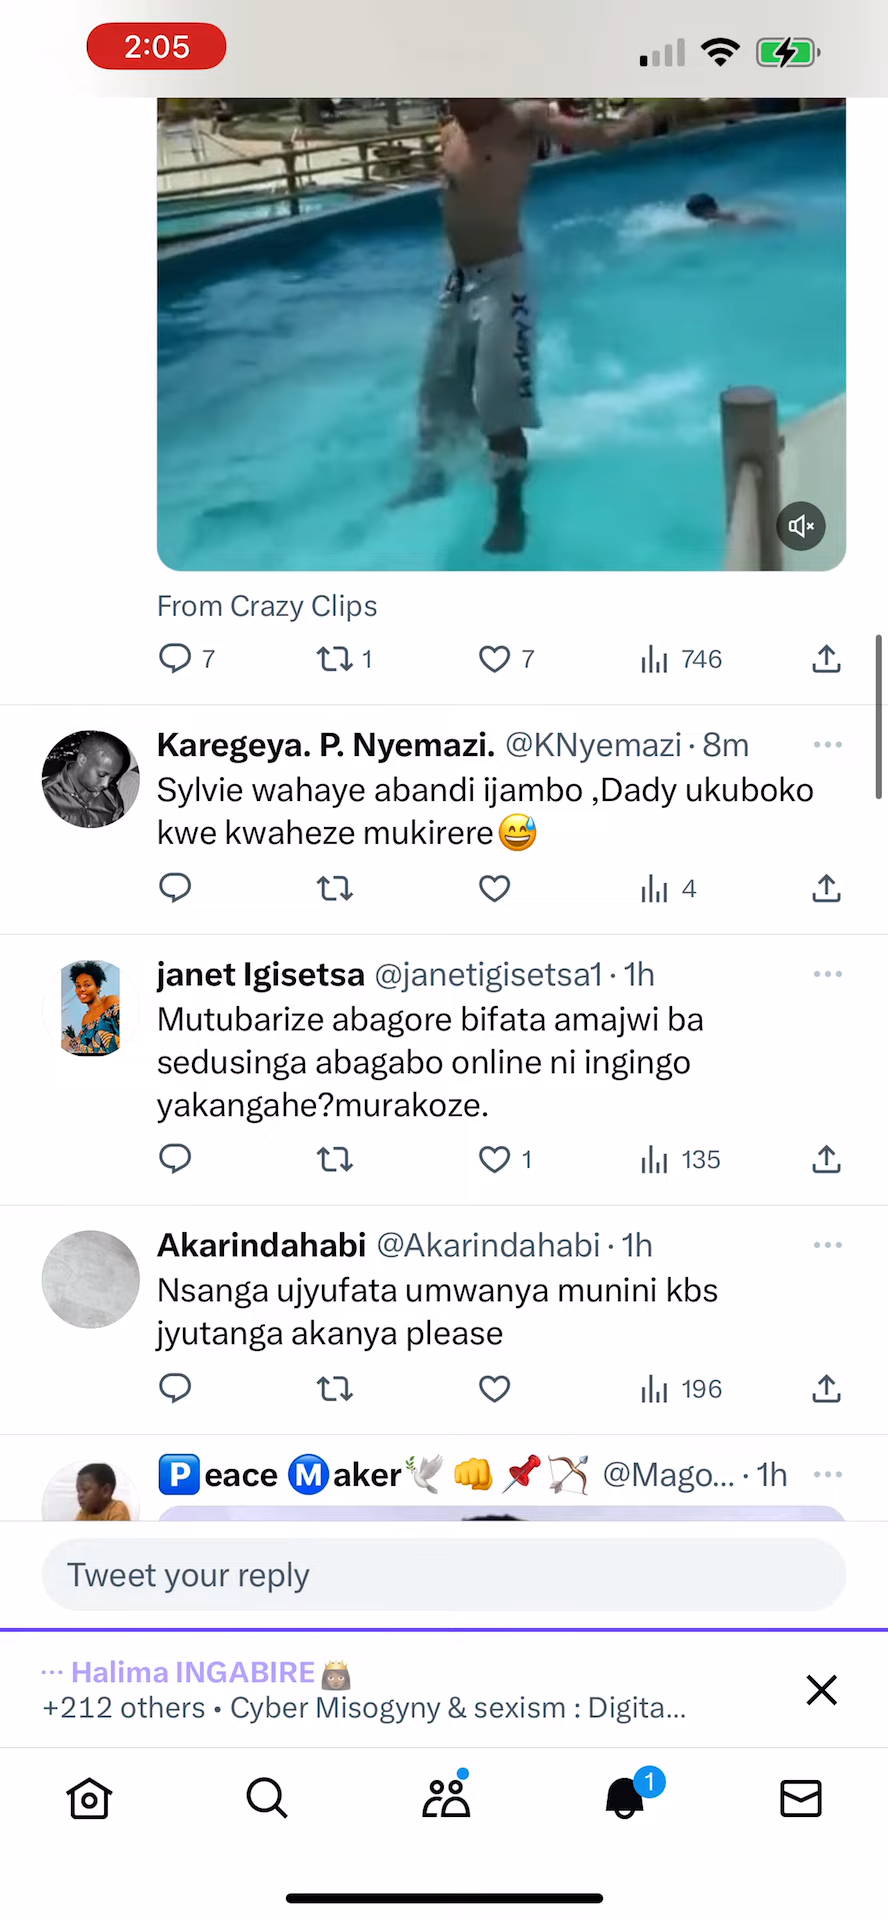 2:05
Hurley
From Crazy Clips
7 1 7 746
Karegeya. P. Nyemazi. @KNyemazi · 8m
Sylvie wahaye abandi ijambo ,Dady ukuboko
kwe kwaheze mukirere😅
4
janet Igisetsa @janetigisetsa1 · 1h
Mutubarize abagore bifata amajwi ba
sedusinga abagabo online ni ingingo
yakangahe?murakoze.
1 135
Akarindahabi @Akarindahabi · 1h
Nsanga ujyufata umwanya munini kbs
jyutanga akanya please
196
🅿️eace Ⓜ️aker🕊👊📌🏹 @Mago... · 1h
Tweet your reply
··· Halima INGABIRE👸🏾
+212 others • Cyber Misogyny & sexism : Digita...
1